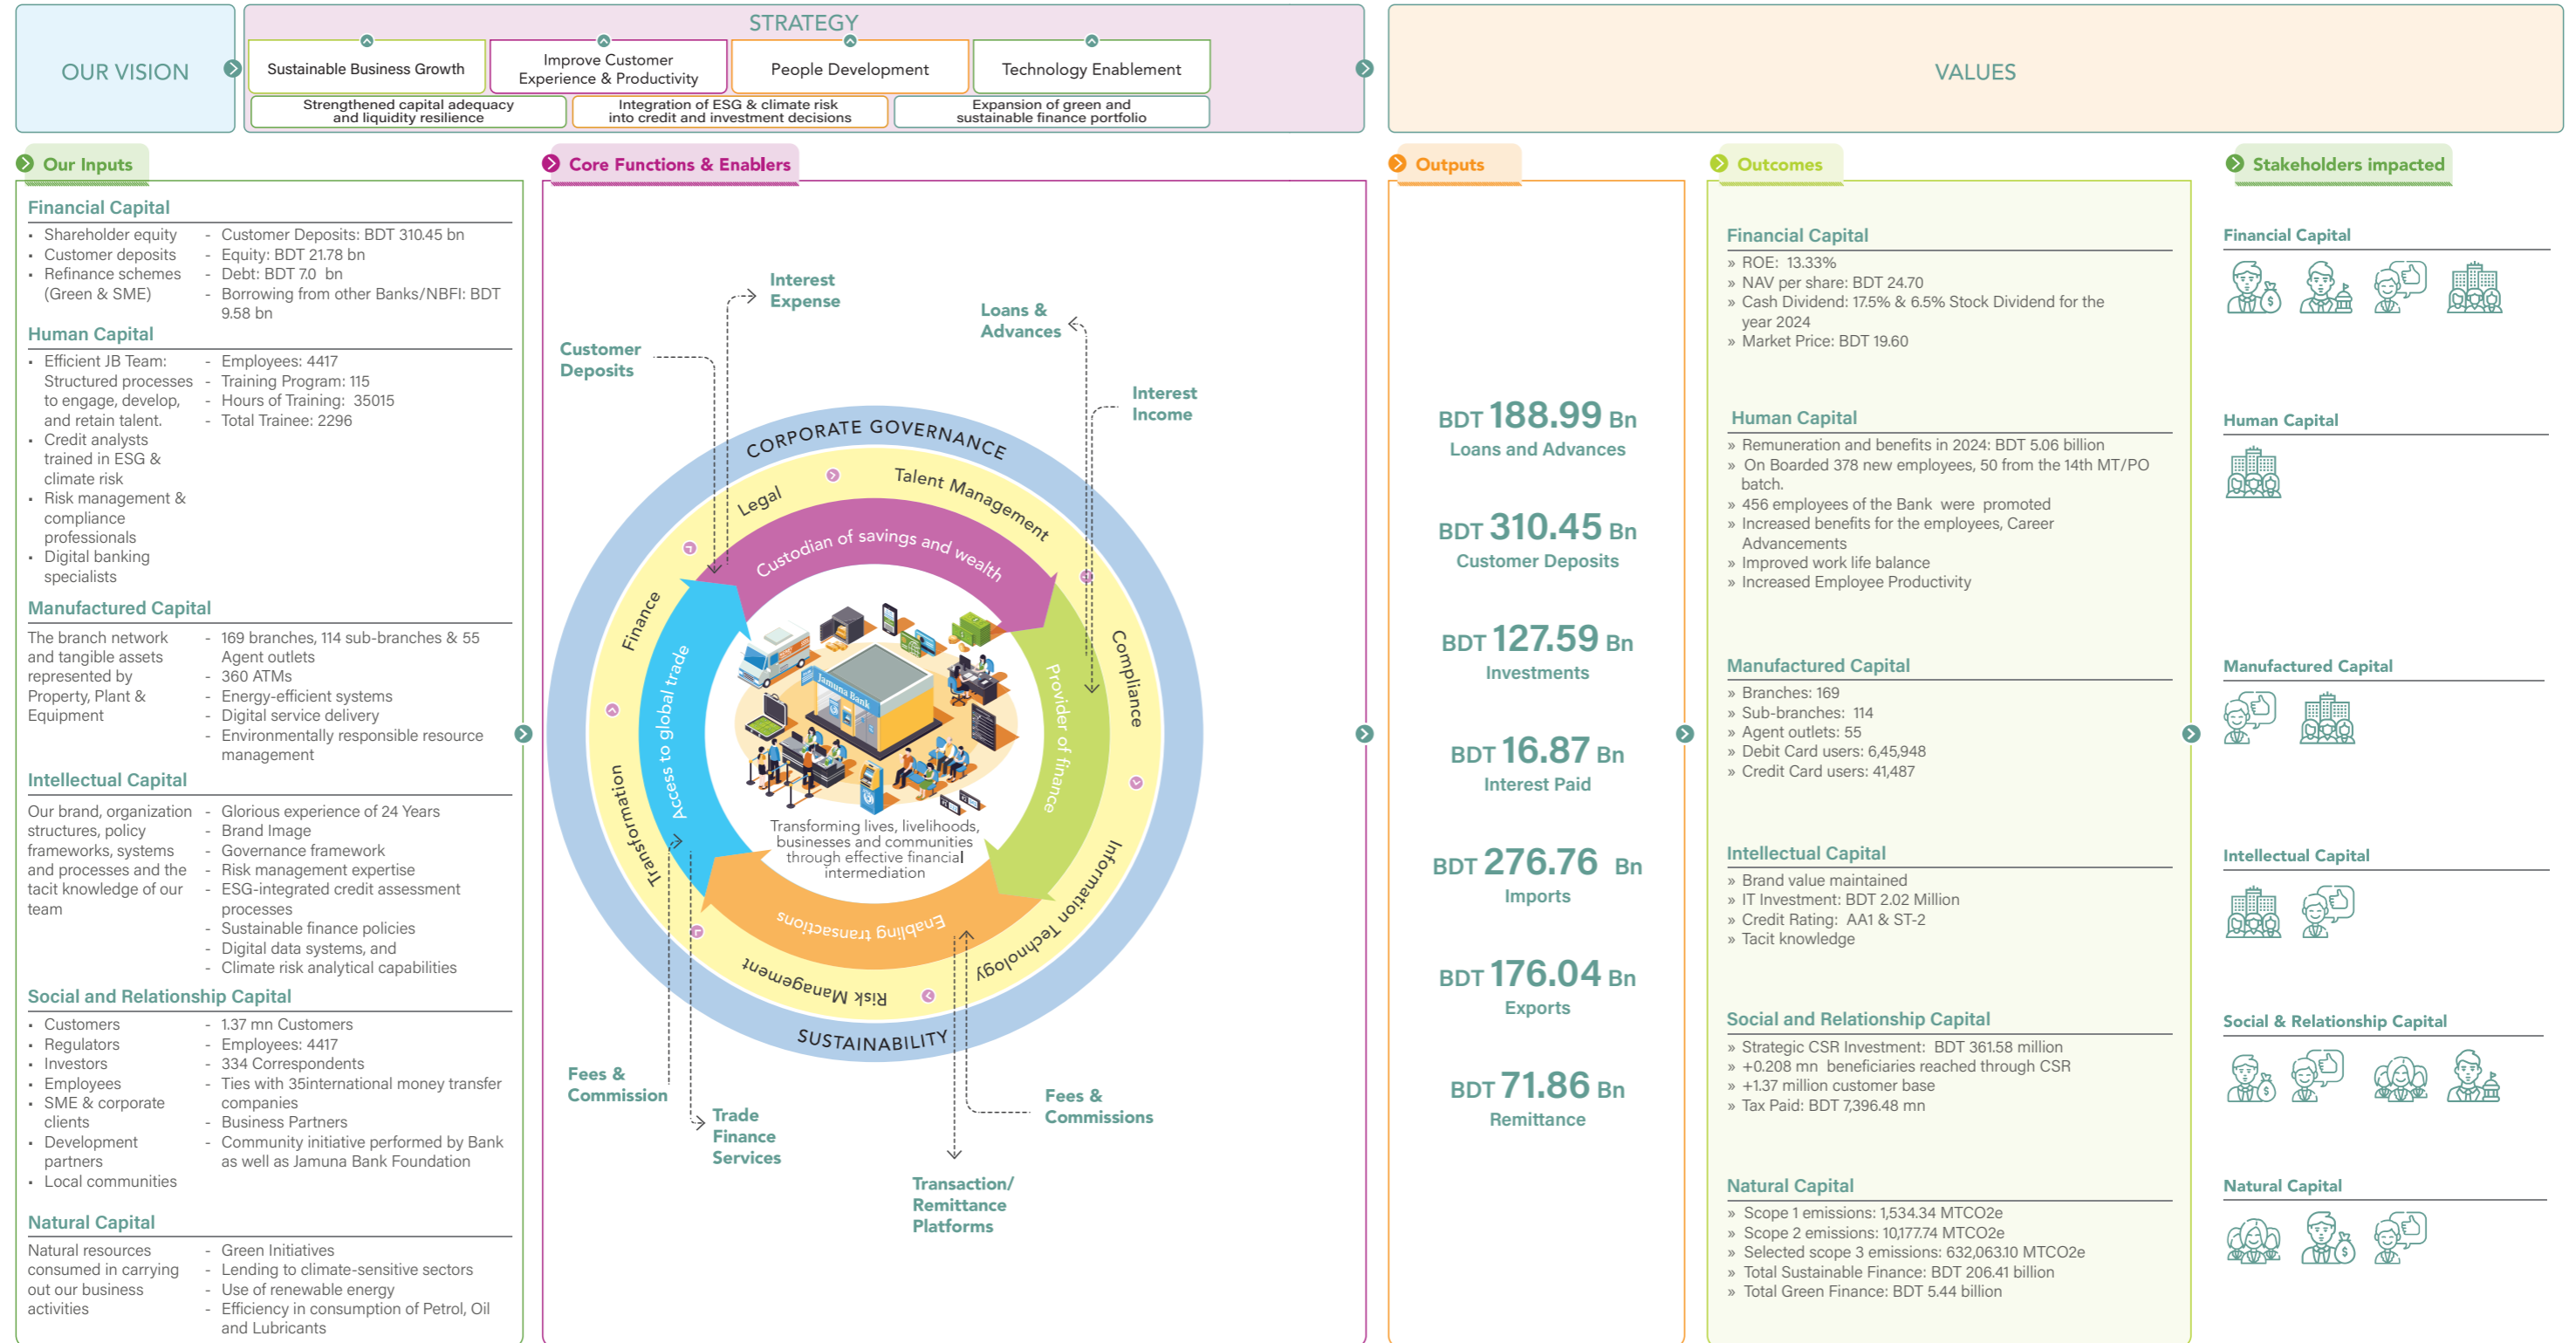 OUR VISION
STRATEGY
Sustainable Business Growth
Improve Customer
Experience & Productivity
People Development
Technology Enablement
Strengthened capital adequacy
and liquidity resilience
Integration of ESG & climate risk
into credit and investment decisions
Expansion of green and
sustainable finance portfolio
VALUES
Our Inputs
Financial Capital
• Shareholder equity
• Customer deposits
• Refinance schemes
(Green & SME)
- Customer Deposits: BDT 310.45 bn
- Equity: BDT 21.78 bn
- Debt: BDT 7.0 bn
- Borrowing from other Banks/NBFI: BDT
9.58 bn
Human Capital
• Efficient JB Team:
Structured processes
to engage, develop,
and retain talent.
• Credit analysts
trained in ESG &
climate risk
• Risk management &
compliance
professionals
• Digital banking
specialists
- Employees: 4417
- Training Program: 115
- Hours of Training: 35015
- Total Trainee: 2296
Manufactured Capital
The branch network
and tangible assets
represented by
Property, Plant &
Equipment
- 169 branches, 114 sub-branches & 55
Agent outlets
- 360 ATMs
- Energy-efficient systems
- Digital service delivery
- Environmentally responsible resource
management
Intellectual Capital
Our brand, organization
structures, policy
frameworks, systems
and processes and the
tacit knowledge of our
team
- Glorious experience of 24 Years
- Brand Image
- Governance framework
- Risk management expertise
- ESG-integrated credit assessment
processes
- Sustainable finance policies
- Digital data systems, and
- Climate risk analytical capabilities
Social and Relationship Capital
• Customers
• Regulators
• Investors
• Employees
• SME & corporate
clients
• Development
partners
• Local communities
- 1.37 mn Customers
- Employees: 4417
- 334 Correspondents
- Ties with 35international money transfer
companies
- Business Partners
- Community initiative performed by Bank
as well as Jamuna Bank Foundation
Natural Capital
Natural resources
consumed in carrying
out our business
activities
- Green Initiatives
- Lending to climate-sensitive sectors
- Use of renewable energy
- Efficiency in consumption of Petrol, Oil
and Lubricants
Core Functions & Enablers
Interest
Expense
Loans &
Advances
Customer
Deposits
Interest
Income
CORPORATE GOVERNANCE
Legal
Talent Management
Compliance
Information Technology
Risk Management
Transformation
Finance
Custodian of savings and wealth
Provider of finance
Enabling transactions
Access to global trade
Jamuna Bank
Transforming lives, livelihoods,
businesses and communities
through effective financial
intermediation
SUSTAINABILITY
Fees &
Commission
Trade
Finance
Services
Fees &
Commissions
Transaction/
Remittance
Platforms
Outputs
BDT 188.99 Bn
Loans and Advances
BDT 310.45 Bn
Customer Deposits
BDT 127.59 Bn
Investments
BDT 16.87 Bn
Interest Paid
BDT 276.76 Bn
Imports
BDT 176.04 Bn
Exports
BDT 71.86 Bn
Remittance
Outcomes
Financial Capital
» ROE: 13.33%
» NAV per share: BDT 24.70
» Cash Dividend: 17.5% & 6.5% Stock Dividend for the
year 2024
» Market Price: BDT 19.60
Human Capital
» Remuneration and benefits in 2024: BDT 5.06 billion
» On Boarded 378 new employees, 50 from the 14th MT/PO
batch.
» 456 employees of the Bank were promoted
» Increased benefits for the employees, Career
Advancements
» Improved work life balance
» Increased Employee Productivity
Manufactured Capital
» Branches: 169
» Sub-branches: 114
» Agent outlets: 55
» Debit Card users: 6,45,948
» Credit Card users: 41,487
Intellectual Capital
» Brand value maintained
» IT Investment: BDT 2.02 Million
» Credit Rating: AA1 & ST-2
» Tacit knowledge
Social and Relationship Capital
» Strategic CSR Investment: BDT 361.58 million
» +0.208 mn beneficiaries reached through CSR
» +1.37 million customer base
» Tax Paid: BDT 7,396.48 mn
Natural Capital
» Scope 1 emissions: 1,534.34 MTCO2e
» Scope 2 emissions: 10,177.74 MTCO2e
» Selected scope 3 emissions: 632,063.10 MTCO2e
» Total Sustainable Finance: BDT 206.41 billion
» Total Green Finance: BDT 5.44 billion
Stakeholders impacted
Financial Capital
Human Capital
Manufactured Capital
Intellectual Capital
Social & Relationship Capital
Natural Capital